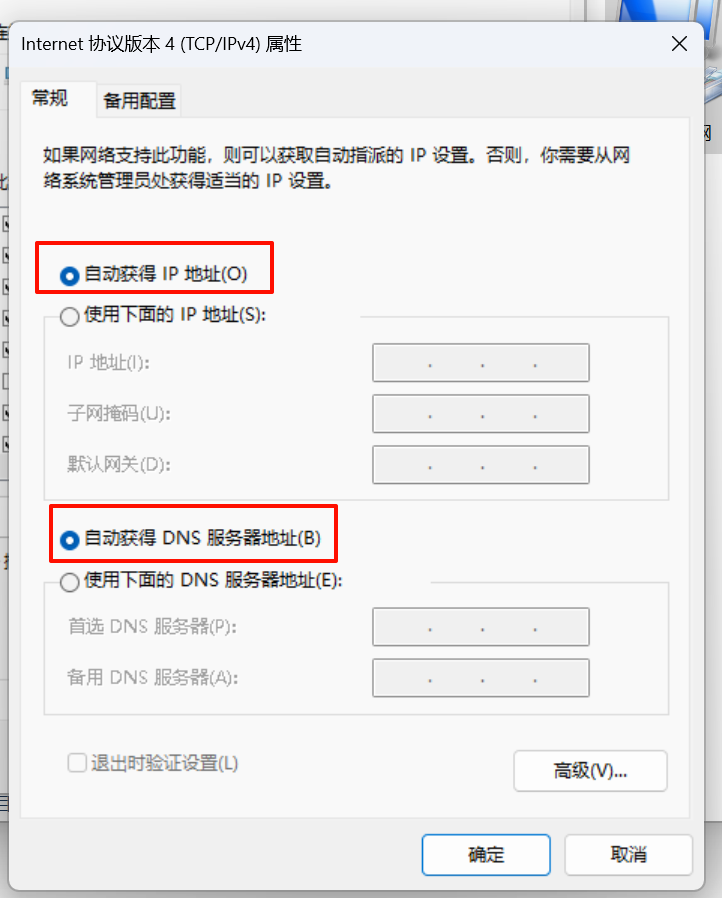 Internet 协议版本 4 (TCP/IPv4) 属性
常规
备用配置
如果网络支持此功能，则可以获取自动指派的 IP 设置。否则，你需要从网
络系统管理员处获得适当的 IP 设置。
自动获得 IP 地址(O)
使用下面的 IP 地址(S):
IP 地址(I):
子网掩码(U):
默认网关(D):
自动获得 DNS 服务器地址(B)
使用下面的 DNS 服务器地址(E):
首选 DNS 服务器(P):
备用 DNS 服务器(A):
退出时验证设置(L)
高级(V)...
确定
取消